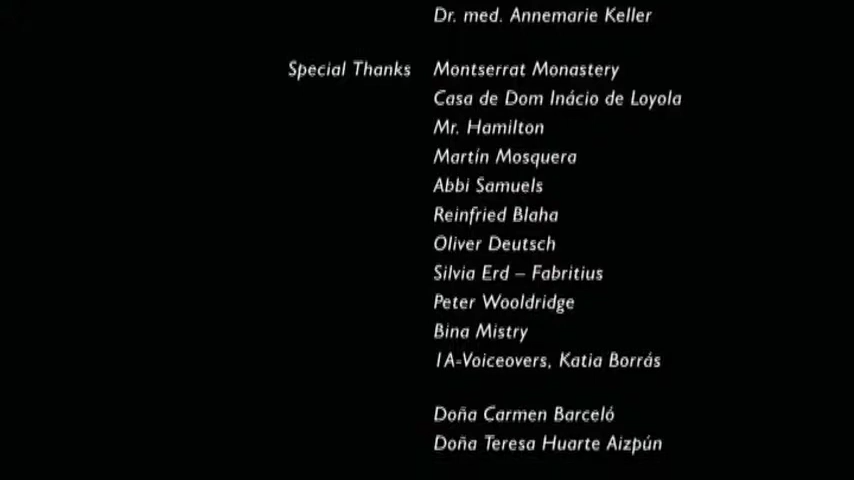 Dr. med. Annemarie Keller
Special Thanks Montserrat Monastery
Casa de Dom Inácio de Loyola
Mr. Hamilton
Martín Mosquera
Abbi Samuels
Reinfried Blaha
Oliver Deutsch
Silvia Erd – Fabritius
Peter Wooldridge
Bina Mistry
1A-Voiceovers, Katia Borrás
Doña Carmen Barceló
Doña Teresa Huarte Aizpún